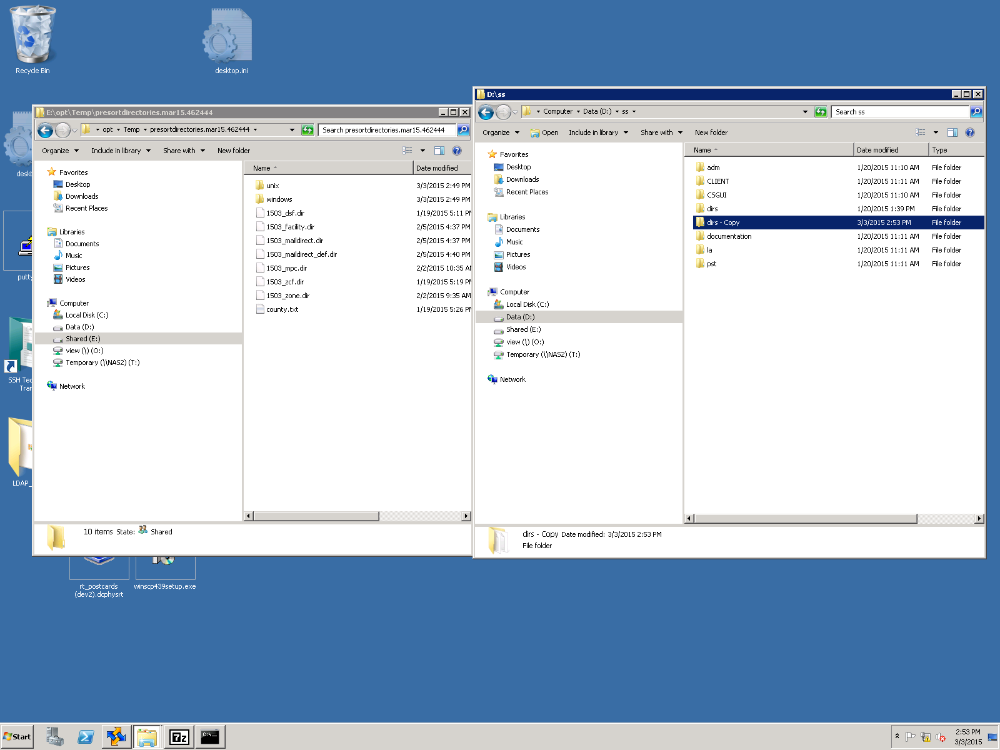 Recycle Bin
desktop.ini
deskt
putty
SSH Tec
Tran
LDAP_
rt_postcards
(dev2).dcphysrt
winscp439setup.exe
E:\opt\Temp\presortdirectories.mar15.462444
opt Temp presortdirectories.mar15.462444
Search presortdirectories.mar15.462444
Organize Include in library Share with New folder
Favorites
Desktop
Downloads
Recent Places
Libraries
Documents
Music
Pictures
Videos
Computer
Local Disk (C:)
Data (D:)
Shared (E:)
view (\) (O:)
Temporary (\\NAS2) (T:)
Network
Name Date modified
unix 3/3/2015 2:49 PM
windows 3/3/2015 2:49 PM
1503_dsf.dir 1/19/2015 5:11 PM
1503_facility.dir 2/5/2015 4:37 PM
1503_maildirect.dir 2/5/2015 4:37 PM
1503_maildirect_def.dir 2/5/2015 4:40 PM
1503_mpc.dir 2/2/2015 10:35 AM
1503_zcf.dir 1/19/2015 5:19 PM
1503_zone.dir 2/2/2015 9:35 AM
county.txt 1/19/2015 5:26 PM
10 items State: Shared
D:\ss
Computer Data (D:) ss
Search ss
Organize Open Include in library Share with New folder
Favorites
Desktop
Downloads
Recent Places
Libraries
Documents
Music
Pictures
Videos
Computer
Local Disk (C:)
Data (D:)
Shared (E:)
view (\) (O:)
Temporary (\\NAS2) (T:)
Network
Name Date modified Type
adm 1/20/2015 11:10 AM File folder
CLIENT 1/20/2015 11:11 AM File folder
CSGUI 1/20/2015 11:10 AM File folder
dirs 1/20/2015 1:39 PM File folder
dirs - Copy 3/3/2015 2:53 PM File folder
documentation 1/20/2015 11:11 AM File folder
la 1/20/2015 11:11 AM File folder
pst 1/20/2015 11:11 AM File folder
dirs - Copy Date modified: 3/3/2015 2:53 PM
File folder
Start
7z
C:\
2:53 PM
3/3/2015